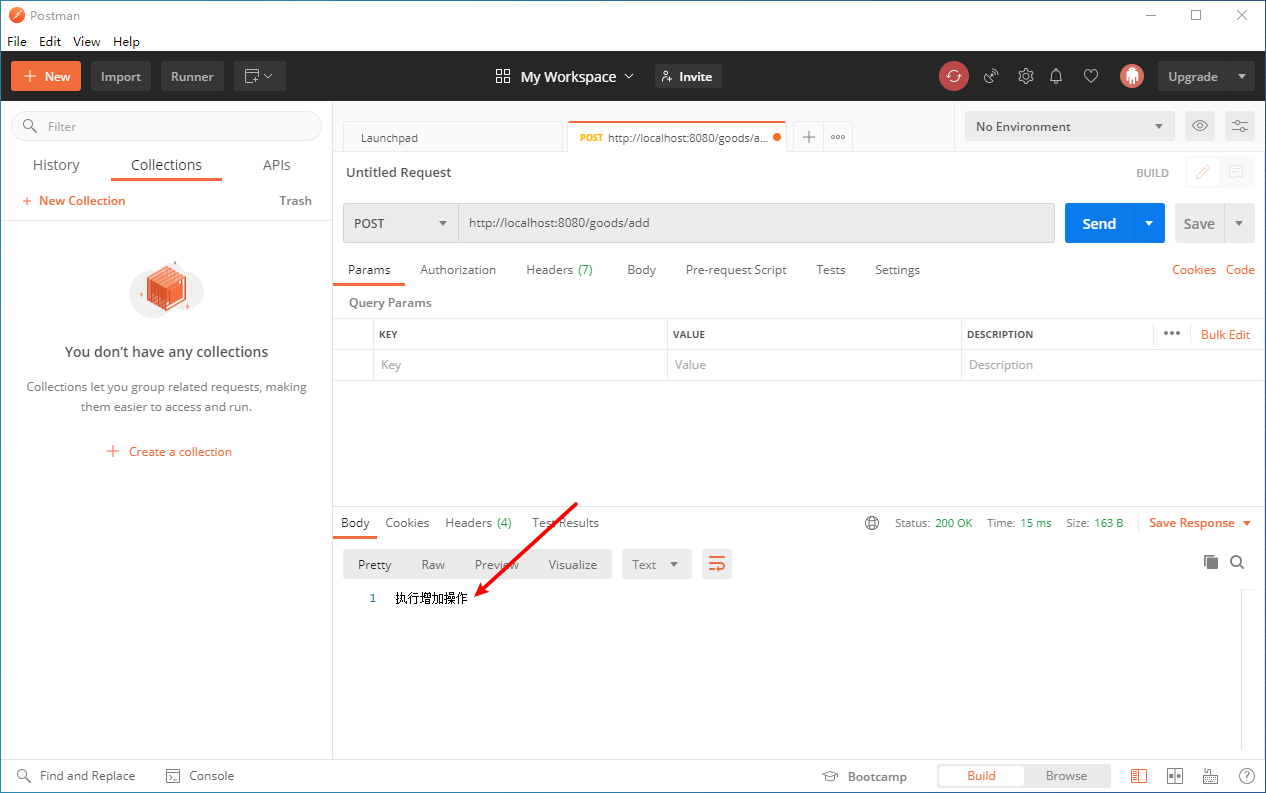 Postman
File Edit View Help
New Import Runner My Workspace Invite Upgrade
Filter
History Collections APIs
New Collection Trash
You don’t have any collections
Collections let you group related requests, making
them easier to access and run.
Create a collection
Launchpad POST http://localhost:8080/goods/a... No Environment
Untitled Request BUILD
POST http://localhost:8080/goods/add Send Save
Params Authorization Headers (7) Body Pre-request Script Tests Settings Cookies Code
Query Params
KEY VALUE DESCRIPTION Bulk Edit
Key Value Description
Body Cookies Headers (4) Test Results Status: 200 OK Time: 15 ms Size: 163 B Save Response
Pretty Raw Preview Visualize Text
1 执行增加操作
Find and Replace Console Bootcamp Build Browse